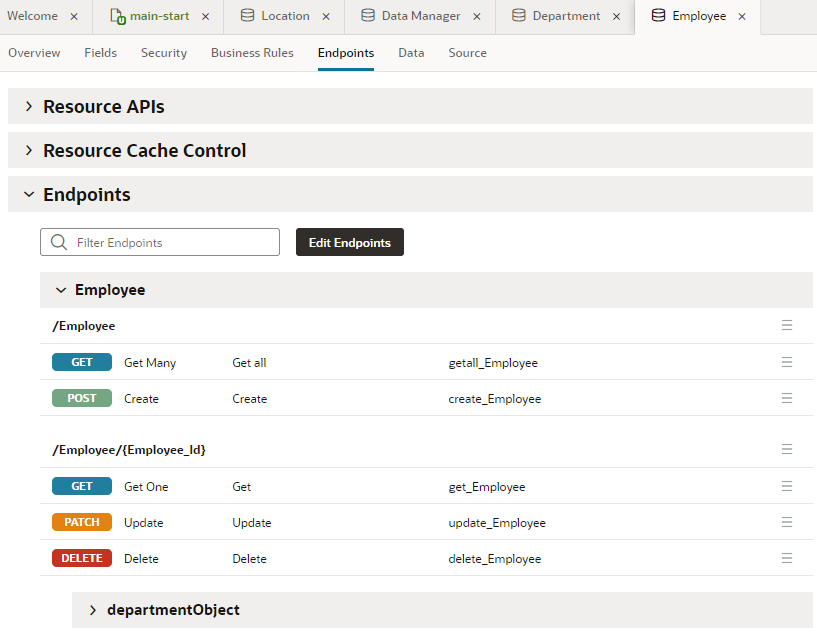 Welcome main-start Location Data Manager Department Employee
Overview Fields Security Business Rules Endpoints Data Source
Resource APIs
Resource Cache Control
Endpoints
Filter Endpoints Edit Endpoints
Employee
/Employee
GET Get Many Get all getall_Employee
POST Create Create create_Employee
/Employee/{Employee_Id}
GET Get One Get get_Employee
PATCH Update Update update_Employee
DELETE Delete Delete delete_Employee
departmentObject